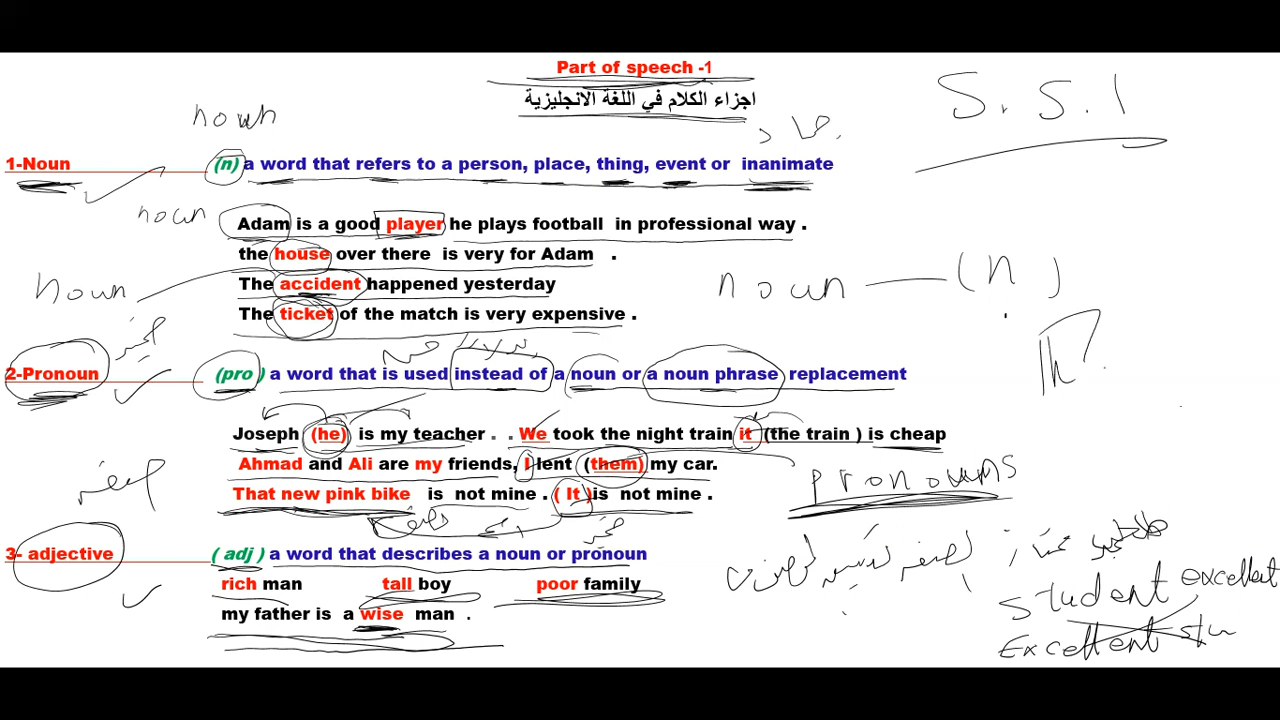 Part of speech -1
اجزاء الكلام في اللغة الانجليزية
S. S. 1
noun
جماد
1-Noun (n) a word that refers to a person, place, thing, event or inanimate
noun
Adam is a good player he plays football in professional way .
the house over there is very for Adam .
noun
The accident happened yesterday
noun (n)
The ticket of the match is very expensive .
2-Pronoun (pro ) a word that is used instead of a noun or a noun phrase replacement
Joseph (he) is my teacher . . We took the night train it (the train ) is cheap
Ahmad and Ali are my friends, I lent (them) my car.
pronouns
That new pink bike is not mine . ( It )is not mine .
3- adjective ( adj ) a word that describes a noun or pronoun
rich man tall boy poor family
student excellent
my father is a wise man .
Excellent stu